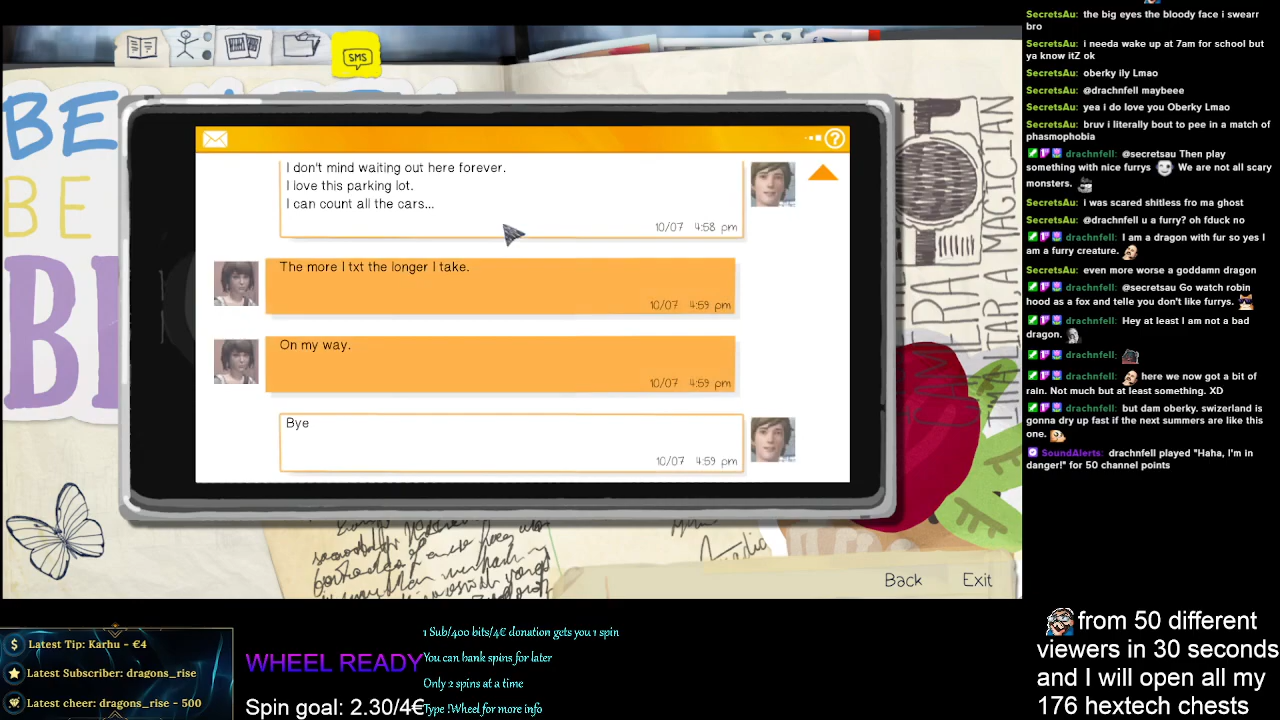 SMS
I don't mind waiting out here forever.
I love this parking lot.
I can count all the cars...
10/07 4:58 pm
The more I txt the longer I take.
10/07 4:59 pm
On my way.
10/07 4:59 pm
Bye
10/07 4:59 pm
Back
Exit
SecretsAu: the big eyes the bloody face i swearr
bro
SecretsAu: i needa wake up at 7am for school but
ya know itZ ok
SecretsAu: oberky ily Lmao
SecretsAu: @drachnfell maybeee
SecretsAu: yea i do love you Oberky Lmao
SecretsAu: bruv i literally bout to pee in a match of
phasmophobia
drachnfell: @secretsau Then play
something with nice furrys We are not all scary
monsters.
SecretsAu: i was scared shitless fro ma ghost
SecretsAu: @drachnfell u a furry? oh fduck no
drachnfell: I am a dragon with fur so yes I
am a furry creature.
SecretsAu: even more worse a goddamn dragon
drachnfell: @secretsau Go watch robin
hood as a fox and telle you don't like furrys.
drachnfell: Hey at least I am not a bad
dragon.
drachnfell:
drachnfell: here we now got a bit of
rain. Not much but at least something. XD
drachnfell: but dam oberky. swizerland is
gonna dry up fast if the next summers are like this
one.
SoundAlerts: drachnfell played "Haha, I'm in
danger!" for 50 channel points
Latest Tip: Karhu - €4
Latest Subscriber: dragons_rise
Latest cheer: dragons_rise - 500
WHEEL READY
Spin goal: 2.30/4€
1 Sub/400 bits/4€ donation gets you 1 spin
You can bank spins for later
Only 2 spins at a time
Type !Wheel for more info
from 50 different
viewers in 30 seconds
and I will open all my
176 hextech chests